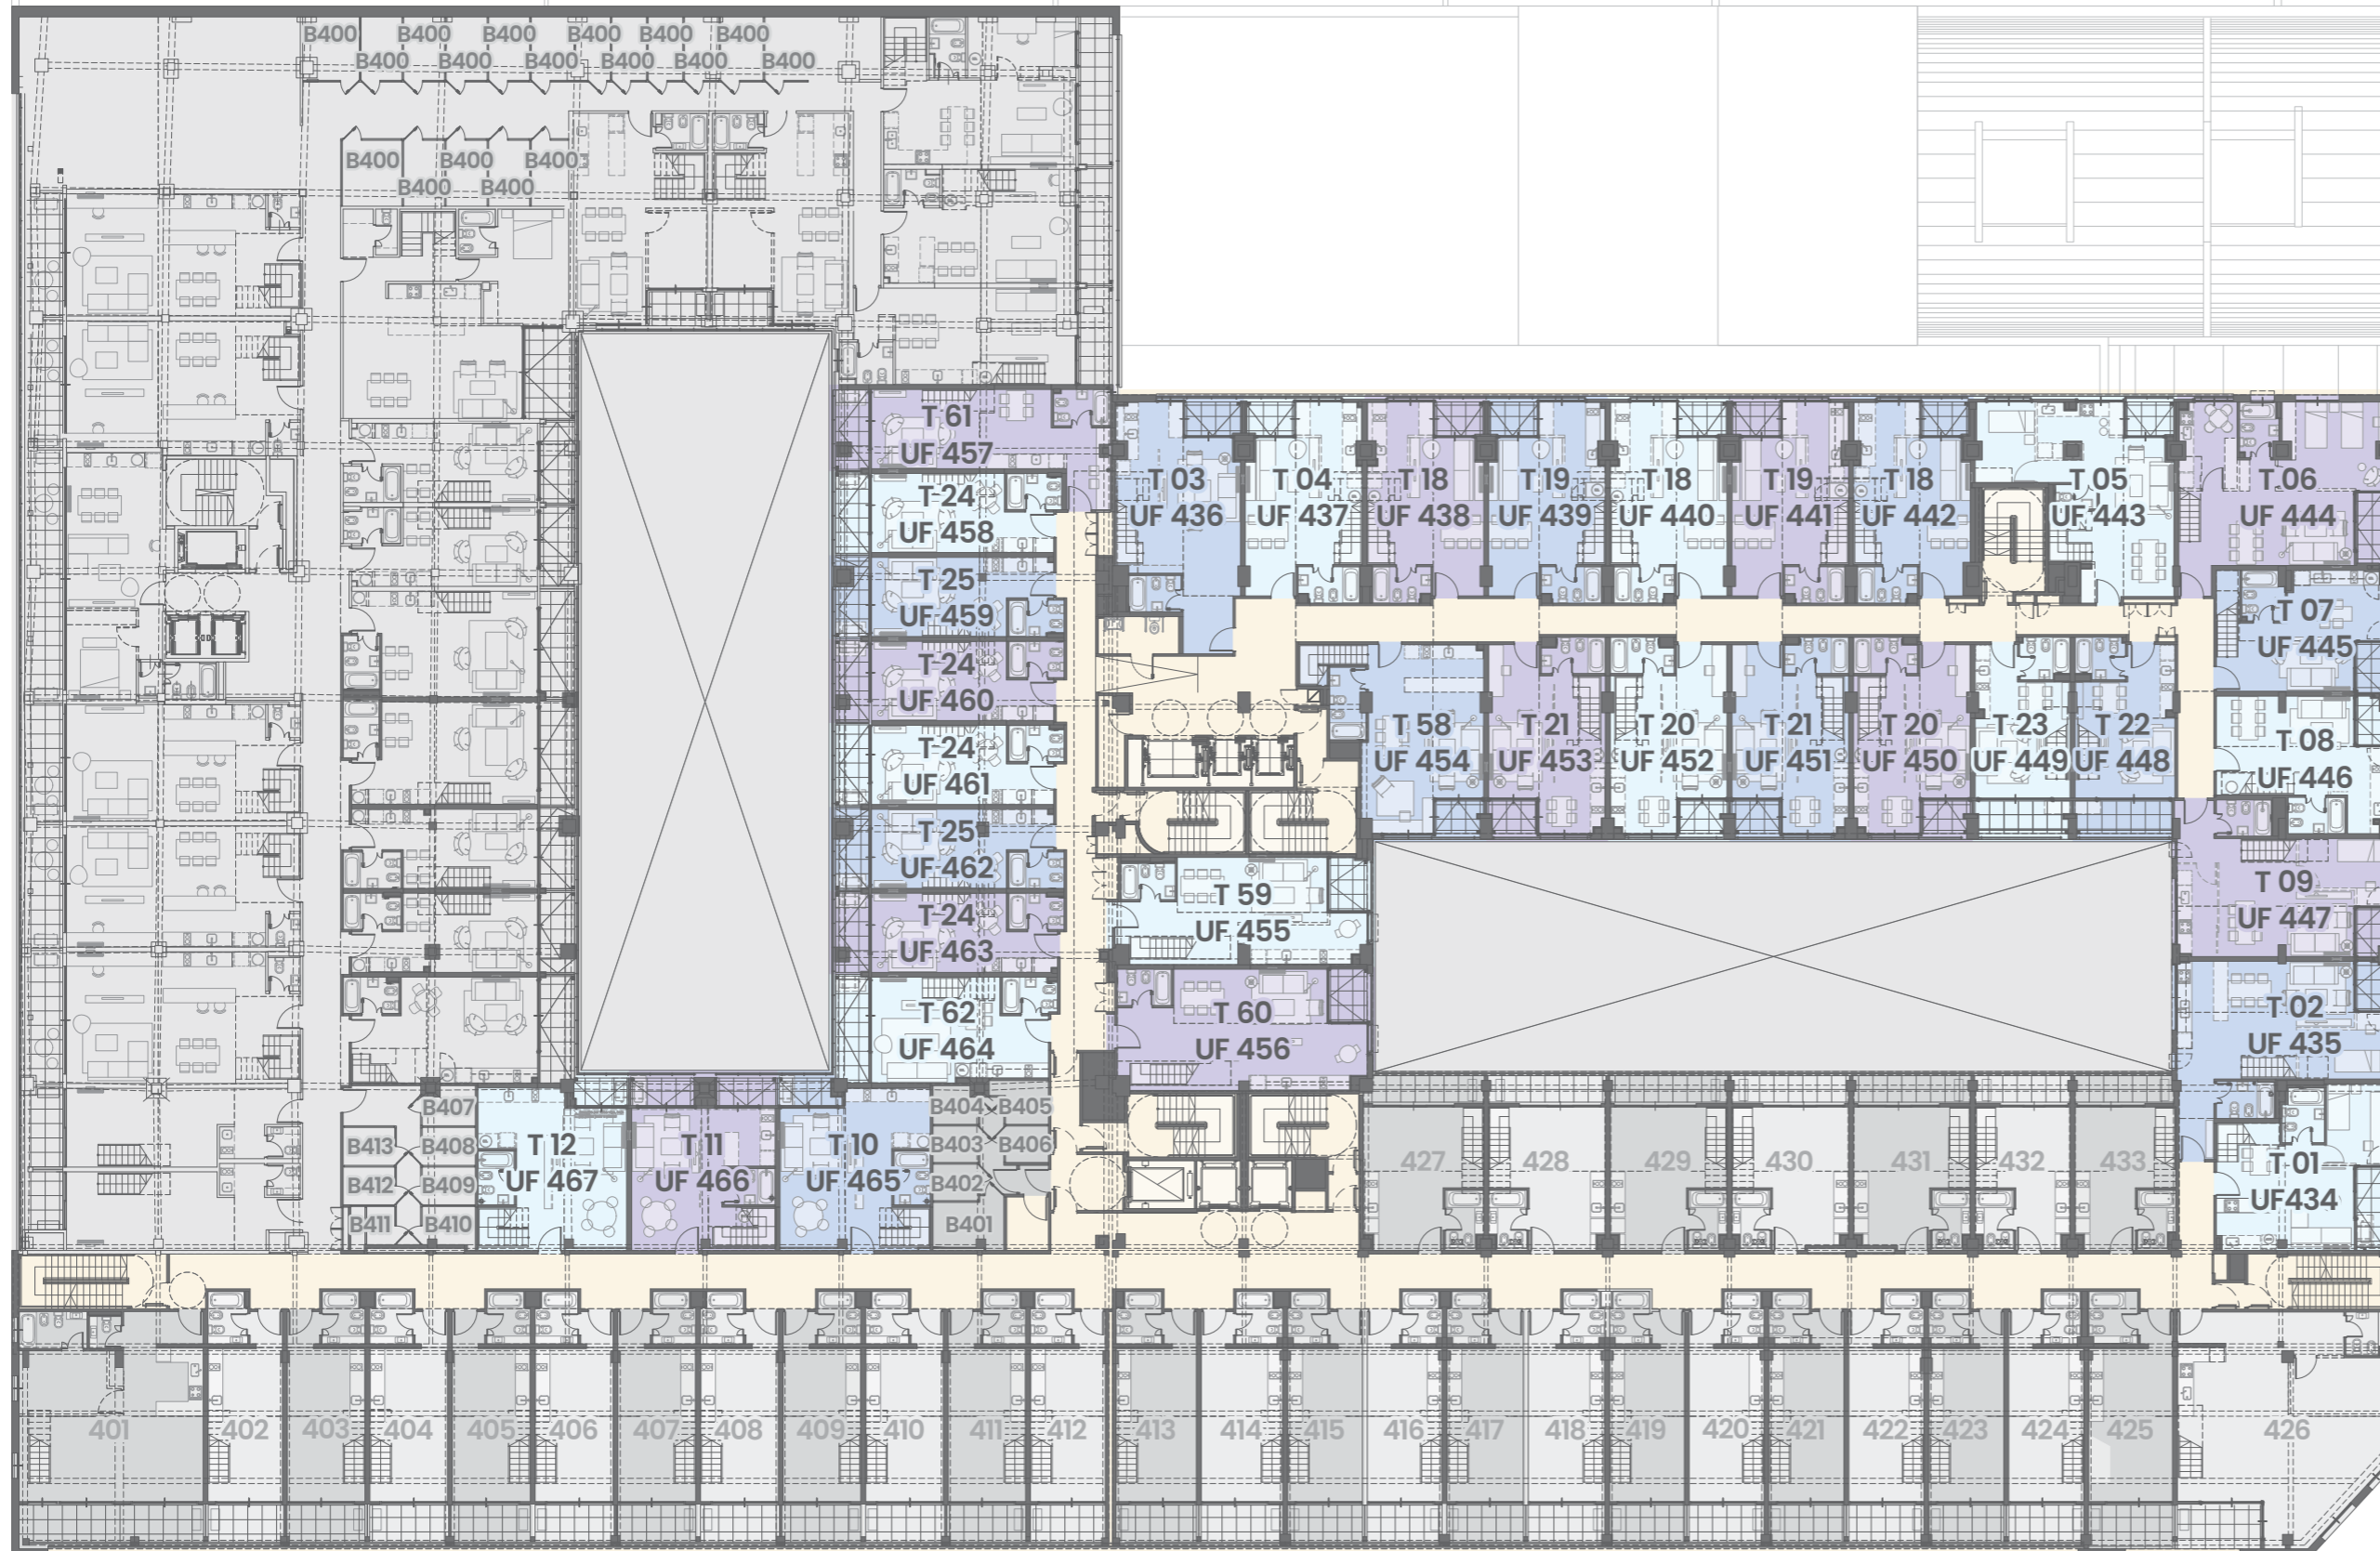 B400 B400 B400 B400 B400 B400
B400 B400 B400 B400 B400 B400
B400 B400 B400
B400 B400
T 61
UF 457
T 24
UF 458
T 25
UF 459
T 24
UF 460
T 24
UF 461
T 25
UF 462
T 24
UF 463
T 62
UF 464
T 03
UF 436
T 04
UF 437
T 18
UF 438
T 19
UF 439
T 18
UF 440
T 19
UF 441
T 18
UF 442
T 05
UF 443
T 06
UF 444
T 07
UF 445
T 08
UF 446
T 09
UF 447
T 02
UF 435
T 01
UF434
T 58
UF 454
T 21
UF 453
T 20
UF 452
T 21
UF 451
T 20
UF 450
T 23
UF 449
T 22
UF 448
T 59
UF 455
T 60
UF 456
B407
B413 B408
B412 B409
B411 B410
T 12
UF 467
T 11
UF 466
T 10
UF 465
B404 B405
B403 B406
B402
B401
427 428 429 430 431 432 433
401 402 403 404 405 406 407 408 409 410 411 412 413 414 415 416 417 418 419 420 421 422 423 424 425 426